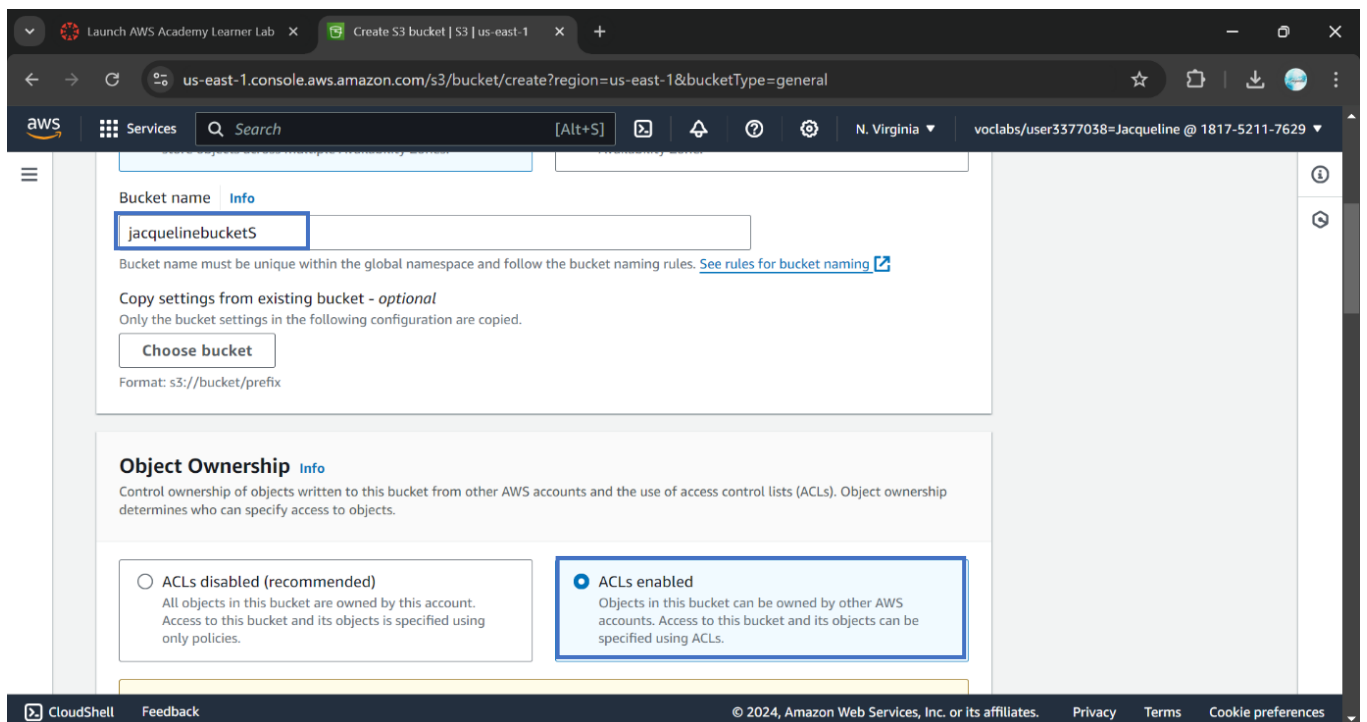 Launch AWS Academy Learner Lab
Create S3 bucket | S3 | us-east-1
us-east-1.console.aws.amazon.com/s3/bucket/create?region=us-east-1&bucketType=general
aws
Services
Search
[Alt+S]
N. Virginia
voclabs/user3377038=Jacqueline @ 1817-5211-7629
Bucket name
Info
jacquelinebucketS
Bucket name must be unique within the global namespace and follow the bucket naming rules. See rules for bucket naming
Copy settings from existing bucket - optional
Only the bucket settings in the following configuration are copied.
Choose bucket
Format: s3://bucket/prefix
Object Ownership Info
Control ownership of objects written to this bucket from other AWS accounts and the use of access control lists (ACLs). Object ownership
determines who can specify access to objects.
ACLs disabled (recommended)
All objects in this bucket are owned by this account.
Access to this bucket and its objects is specified using
only policies.
ACLs enabled
Objects in this bucket can be owned by other AWS
accounts. Access to this bucket and its objects can be
specified using ACLs.
CloudShell
Feedback
© 2024, Amazon Web Services, Inc. or its affiliates.
Privacy
Terms
Cookie preferences